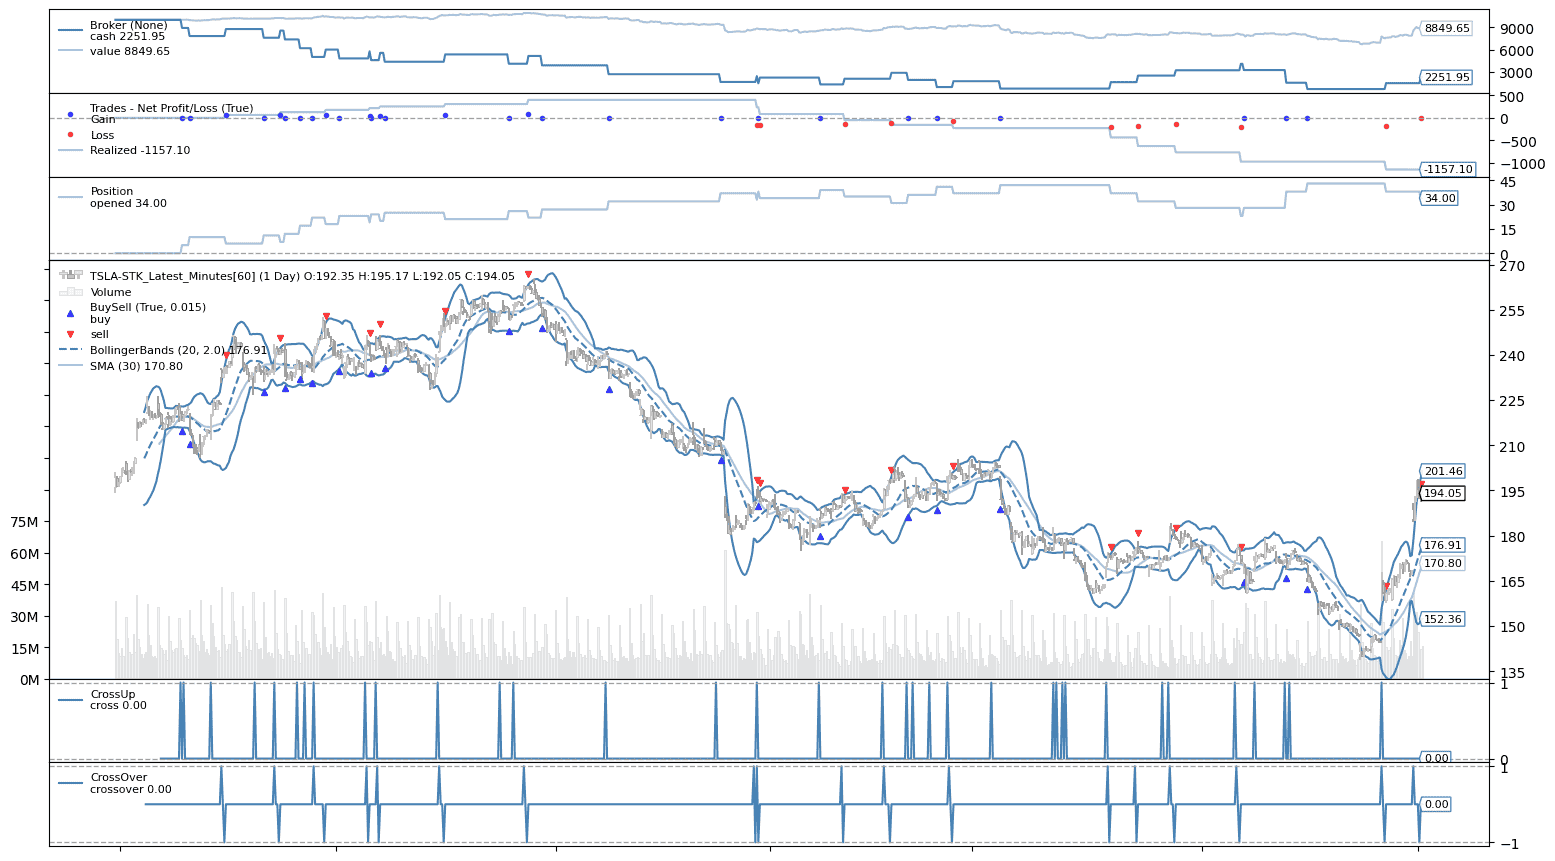 Broker (None)
cash 2251.95
value 8849.65
8849.65
2251.95
9000
6000
3000
Trades - Net Profit/Loss (True)
Gain
Loss
Realized -1157.10
-1157.10
500
0
−500
−1000
Position
opened 34.00
34.00
45
30
15
0
TSLA-STK_Latest_Minutes[60] (1 Day) O:192.35 H:195.17 L:192.05 C:194.05
Volume
BuySell (True, 0.015)
buy
sell
BollingerBands (20, 2.0) 176.91
SMA (30) 170.80
75M
60M
45M
30M
15M
0M
201.46
194.05
176.91
170.80
152.36
270
255
240
225
210
195
180
165
150
135
CrossUp
cross 0.00
0.00
1
0
CrossOver
crossover 0.00
0.00
1
−1